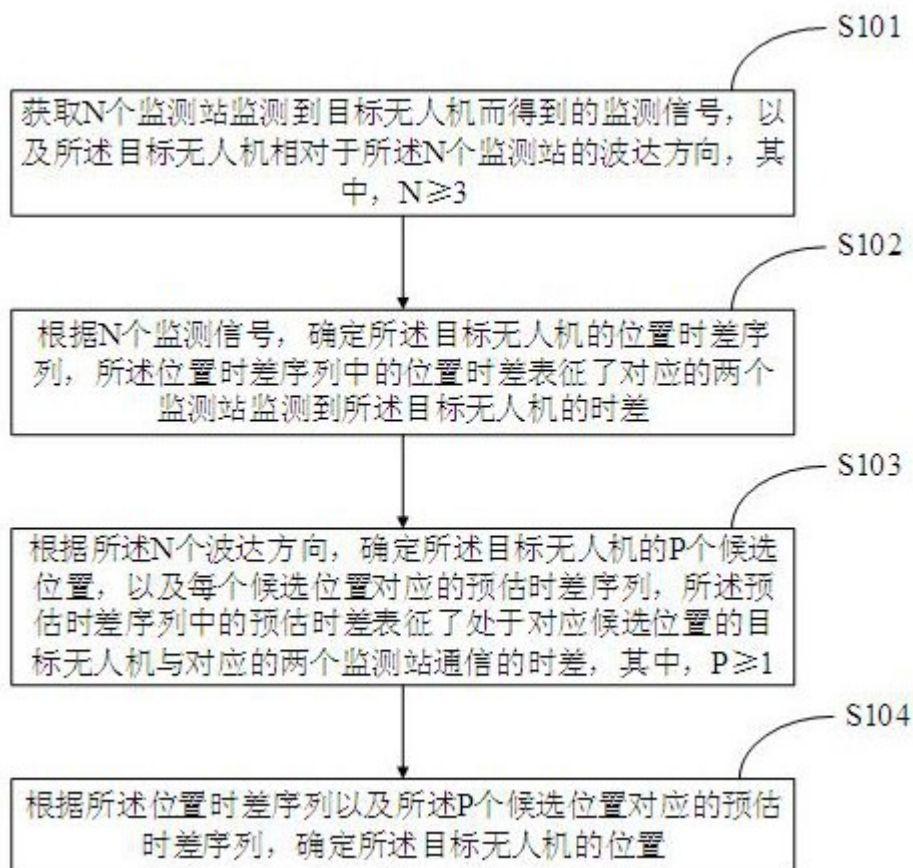 S101
获取N个监测站监测到目标无人机而得到的监测信号，以
及所述目标无人机相对于所述N个监测站的波达方向，其
中，N≥3
S102
根据N个监测信号，确定所述目标无人机的位置时差序
列，所述位置时差序列中的位置时差表征了对应的两个
监测站监测到所述目标无人机的时差
S103
根据所述N个波达方向，确定所述目标无人机的P个候选
位置，以及每个候选位置对应的预估时差序列，所述预
估时差序列中的预估时差表征了处于对应候选位置的目
标无人机与对应的两个监测站通信的时差，其中，P≥1
S104
根据所述位置时差序列以及所述P个候选位置对应的预估
时差序列，确定所述目标无人机的位置